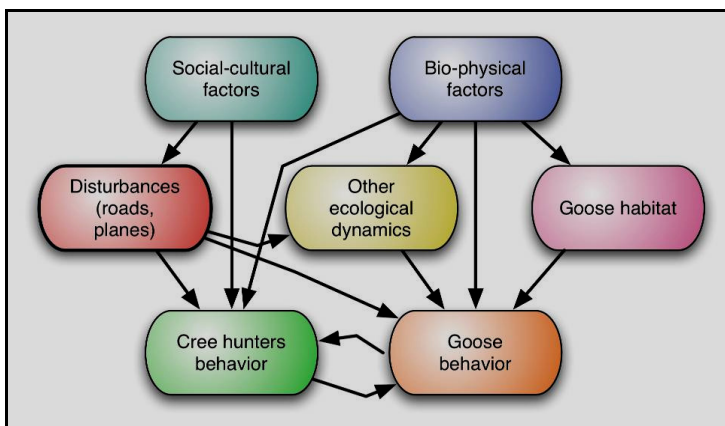 Social-cultural
factors
Bio-physical
factors
Disturbances
(roads,
planes)
Other
ecological
dynamics
Goose habitat
Cree hunters
behavior
Goose
behavior